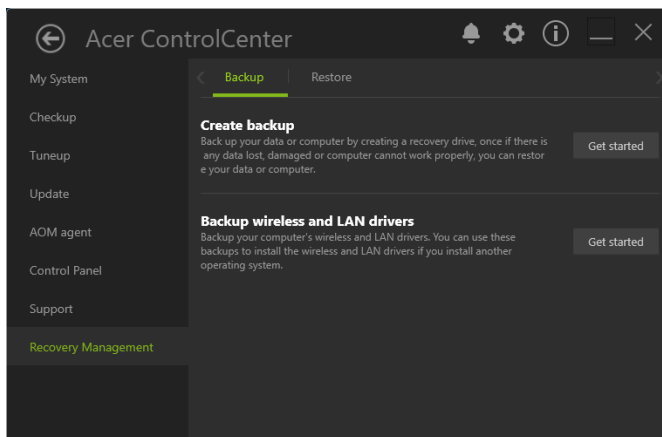 Acer ControlCenter
My System
Checkup
Tuneup
Update
AOM agent
Control Panel
Support
Recovery Management
Backup
Restore
Create backup
Back up your data or computer by creating a recovery drive, once if there is
any data lost, damaged or computer cannot work properly, you can restor
e your data or computer.
Get started
Backup wireless and LAN drivers
Backup your computer's wireless and LAN drivers. You can use these
backups to install the wireless and LAN drivers if you install another
operating system.
Get started